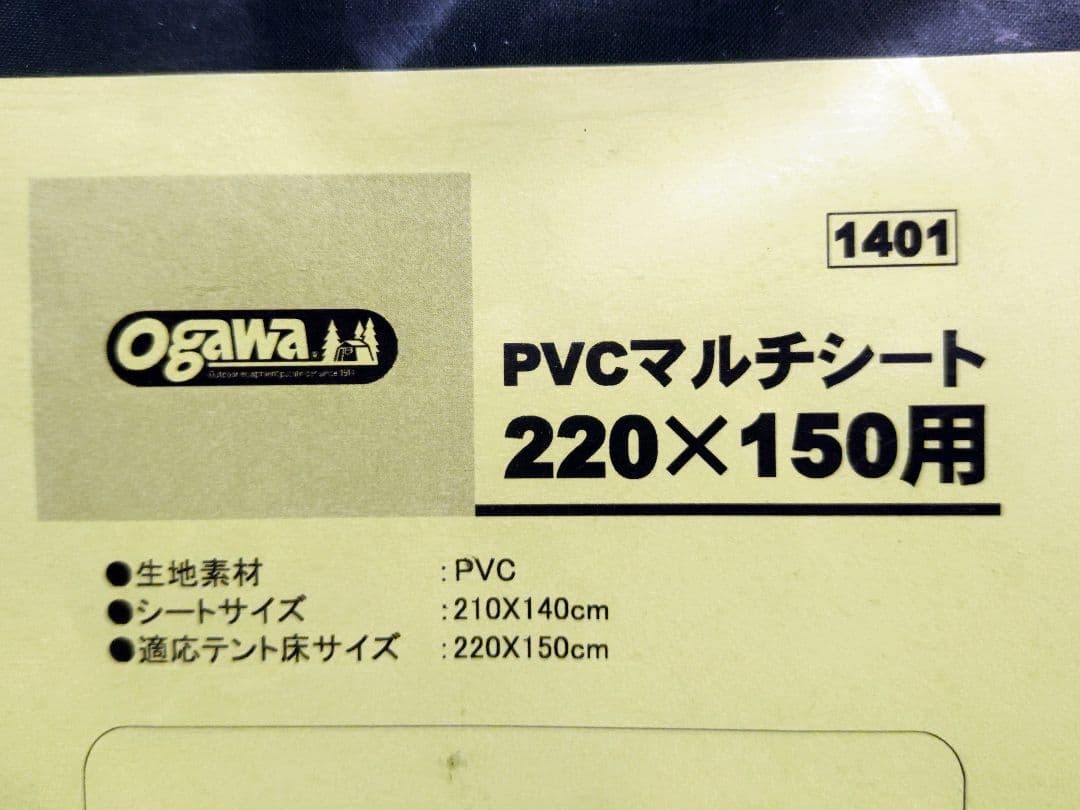 1401
ogawa
PVCマルチシート
220×150用
●生地素材 :PVC
●シートサイズ :210X140cm
●適応テント床サイズ :220X150cm